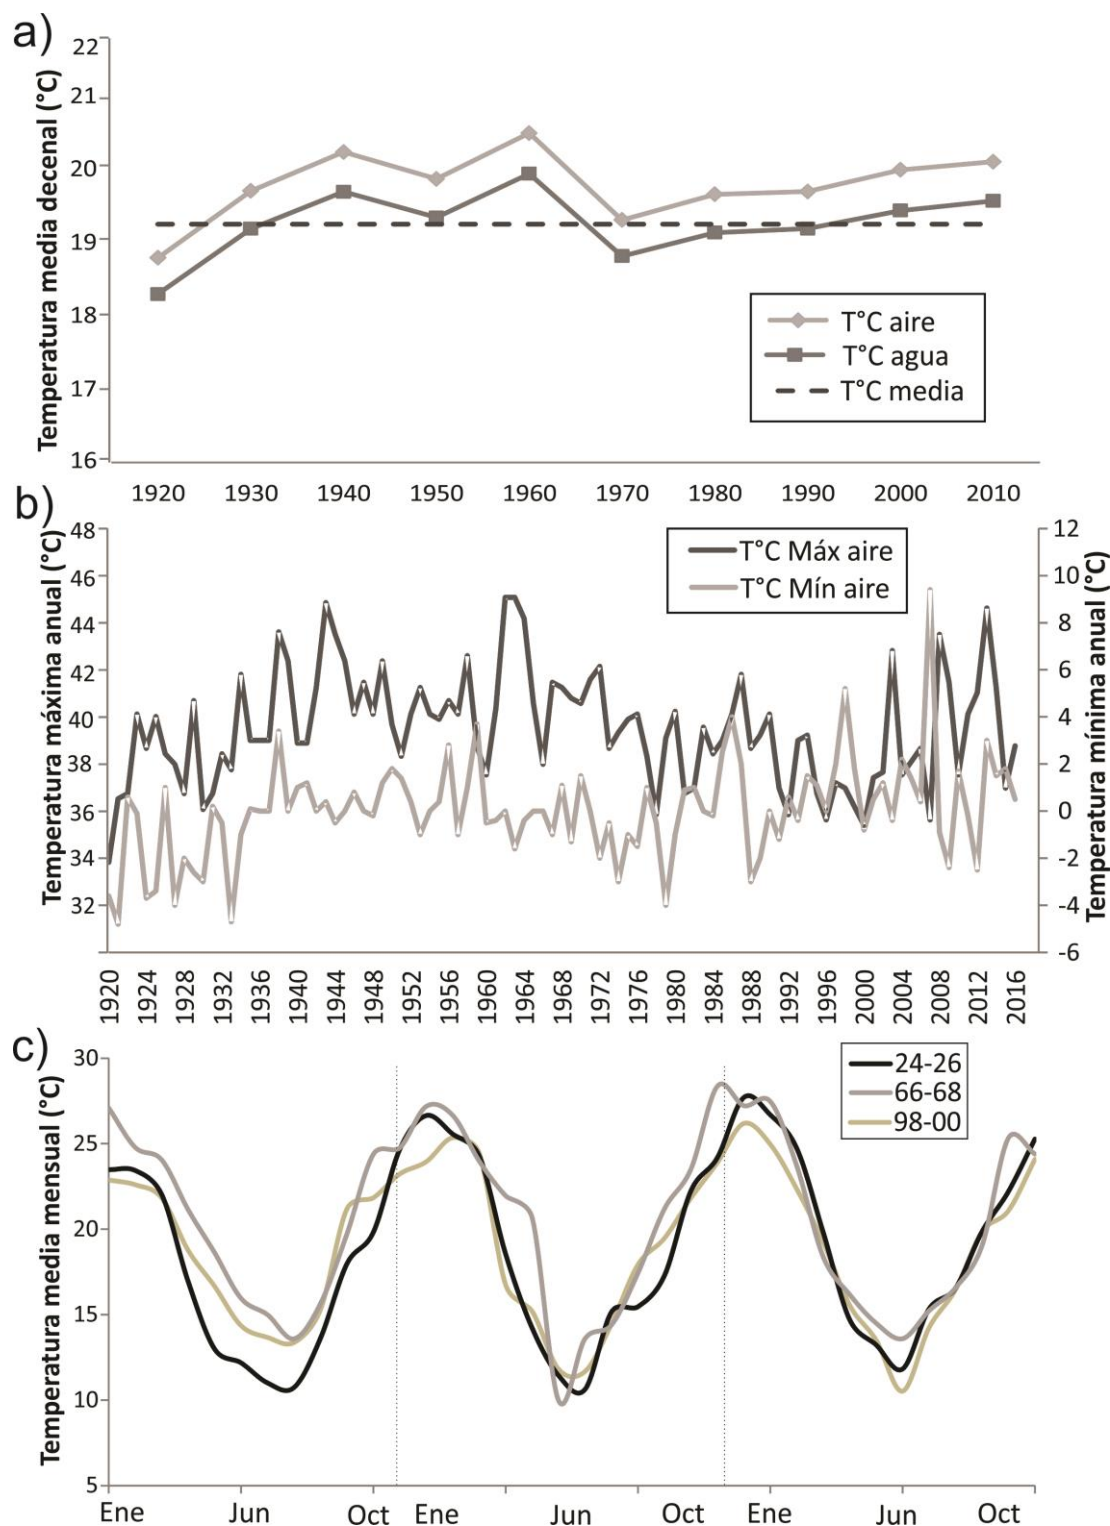 a)
Temperatura media decenal (°C)
22
21
20
19
18
17
16
T°C aire
T°C agua
T°C media
1920 1930 1940 1950 1960 1970 1980 1990 2000 2010
b)
Temperatura máxima anual (°C)
48
46
44
42
40
38
36
34
32
T°C Máx aire
T°C Mín aire
12
10
8
6
4
2
0
-2
-4
-6
Temperatura mínima anual (°C)
1920 1924 1928 1932 1936 1940 1944 1948 1952 1956 1960 1964 1968 1972 1976 1980 1984 1988 1992 1996 2000 2004 2008 2012 2016
c)
Temperatura media mensual (°C)
30
25
20
15
10
5
24-26
66-68
98-00
Ene Jun Oct Ene Jun Oct Ene Jun Oct